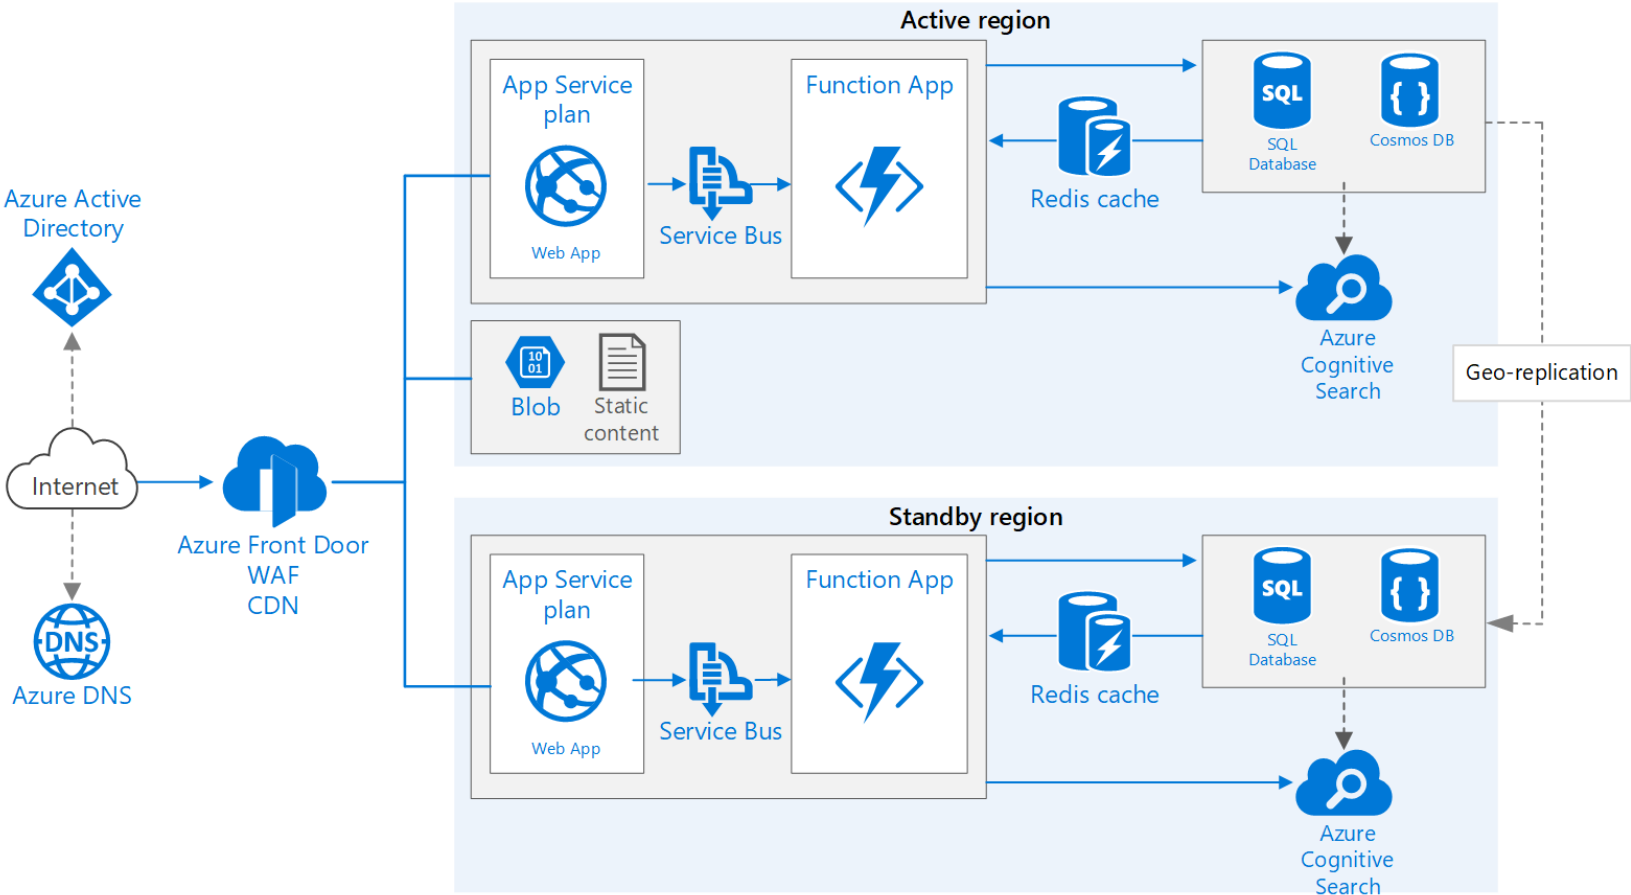 Active region
App Service
plan
Web App
Service Bus
Function App
Redis cache
SQL
SQL
Database
{ }
Cosmos DB
Azure
Cognitive
Search
Azure Active
Directory
10
01
Blob
Static
content
Geo-replication
Internet
Azure Front Door
WAF
CDN
DNS
Azure DNS
Standby region
App Service
plan
Web App
Service Bus
Function App
Redis cache
SQL
SQL
Database
{ }
Cosmos DB
Azure
Cognitive
Search